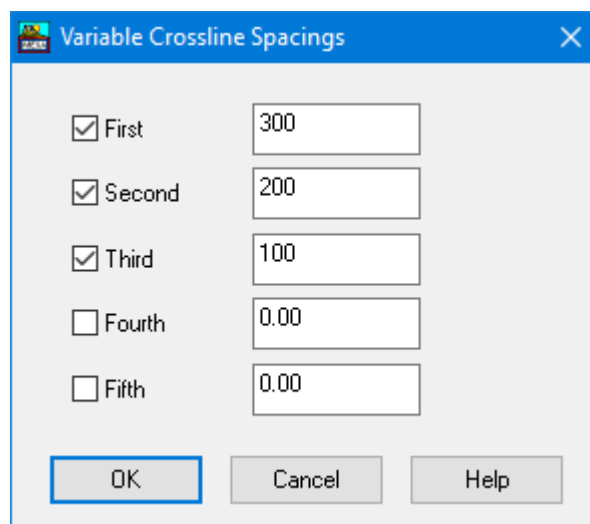 Variable Crossline Spacings
First 300
Second 200
Third 100
Fourth 0.00
Fifth 0.00
OK Cancel Help